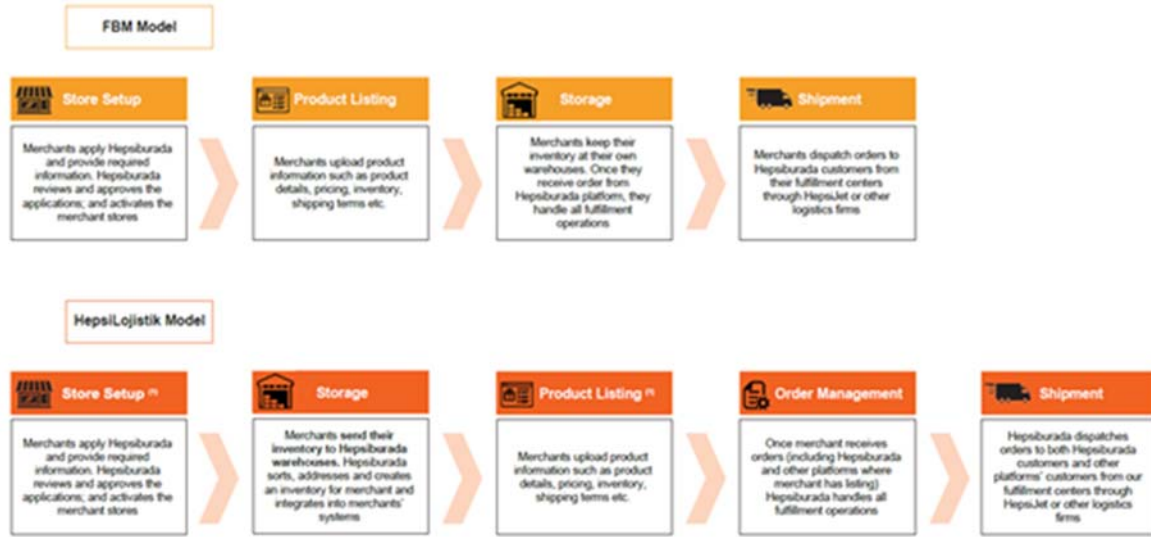 FBM Model
Store Setup
Product Listing
Storage
Shipment
Merchants apply Hepsiburada
and provide required
information. Hepsiburada
reviews and approves the
applications; and activates the
merchant stores
Merchants upload product
information such as product
details, pricing, inventory,
shipping terms etc.
Merchants keep their
inventory at their own
warehouses. Once they
receive order from
Hepsiburada platform, they
handle all fulfillment
operations
Merchants dispatch orders to
Hepsiburada customers from
their fulfillment centers
through HepsiJet or other
logistics firms
HepsiLojistik Model
Store Setup
Storage
Product Listing
Order Management
Shipment
Merchants apply Hepsiburada
and provide required
information. Hepsiburada
reviews and approves the
applications; and activates the
merchant stores
Merchants send their
inventory to Hepsiburada
warehouses. Hepsiburada
sorts, addresses and creates
an inventory for merchant and
integrates into merchants'
systems
Merchants upload product
information such as product
details, pricing, inventory,
shipping terms etc.
Once merchant receives
orders (including Hepsiburada
and other platforms where
merchant has listing)
Hepsiburada handles all
fulfillment operations
Hepsiburada dispatches
orders to both Hepsiburada
customers and other
platforms' customers from our
fulfillment centers through
HepsiJet or other logistics
firms